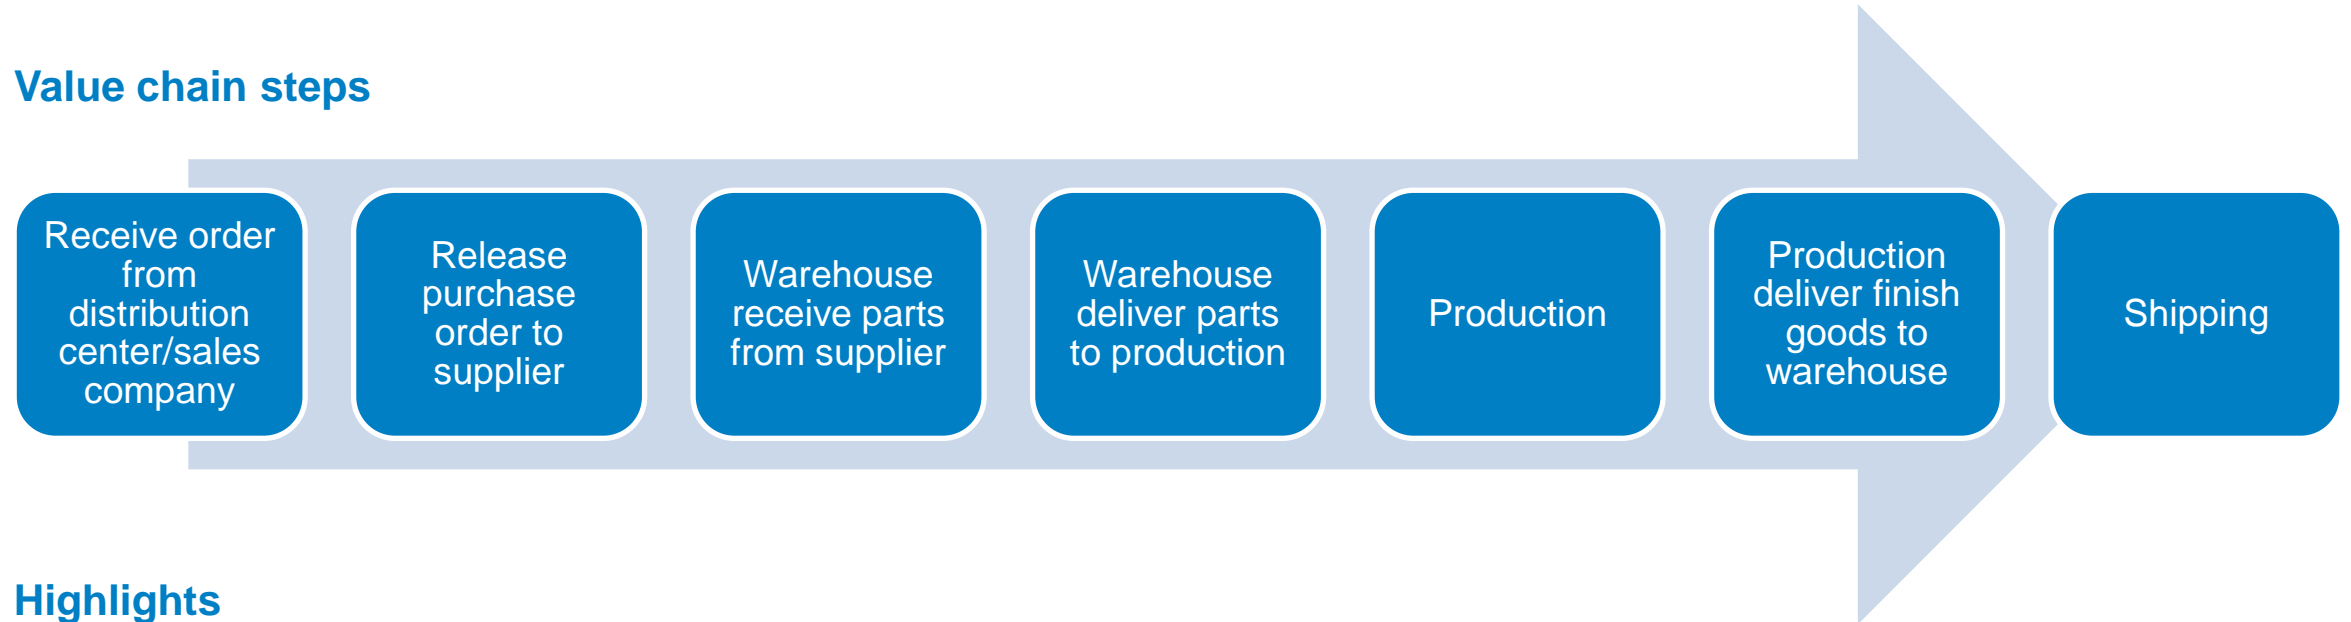 Value chain steps
Receive order
from
distribution
center/sales
company
Release
purchase
order to
supplier
Warehouse
receive parts
from supplier
Warehouse
deliver parts
to production
Production
Production
deliver finish
goods to
warehouse
Shipping
Highlights